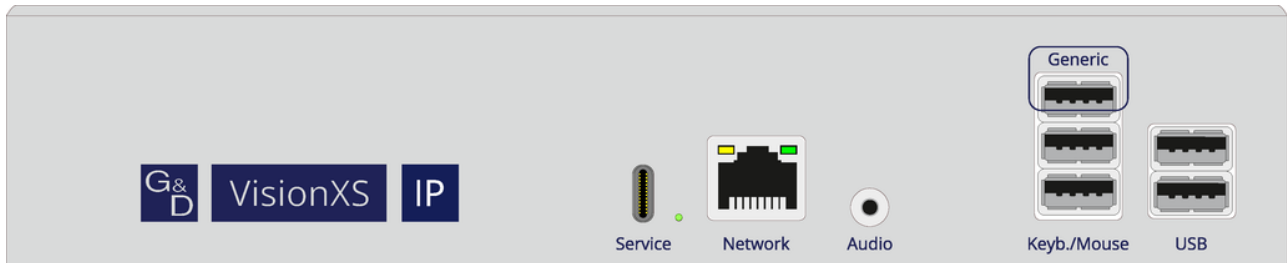 Generic
G&D VisionXS IP
Service Network Audio Keyb./Mouse USB